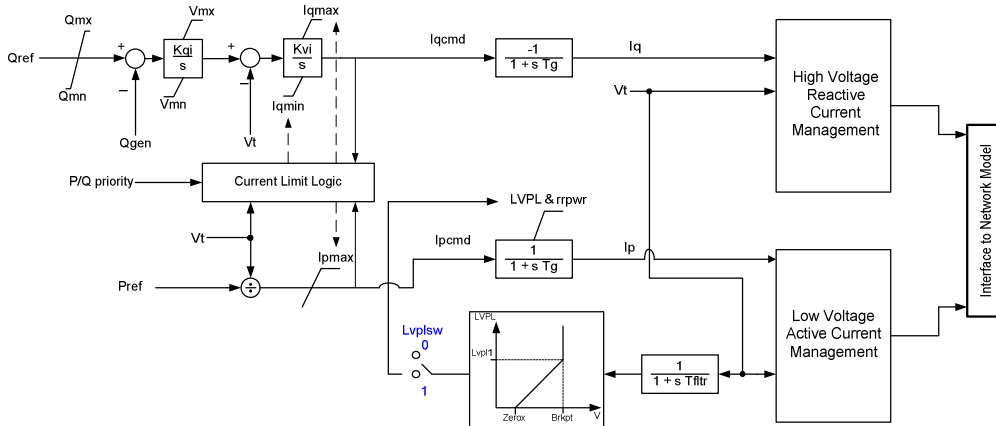 Qmx
Qref
Qmn
+
−
Qgen
Vmx
Kqi
s
Vmn
+
−
Vt
Iqmax
Kvi
s
Iqmin
Iqcmd
-1
1 + s Tg
Iq
Vt
High Voltage
Reactive
Current
Management
Interface to Network Model
P/Q priority
Current Limit Logic
Vt
Pref
÷
Ipmax
LVPL & rrpwr
Ipcmd
1
1 + s Tg
Ip
Low Voltage
Active Current
Management
Lvplsw
0
1
LVPL
Lvpl1
Zerox
Brkpt
V
1
1 + s Tfltr